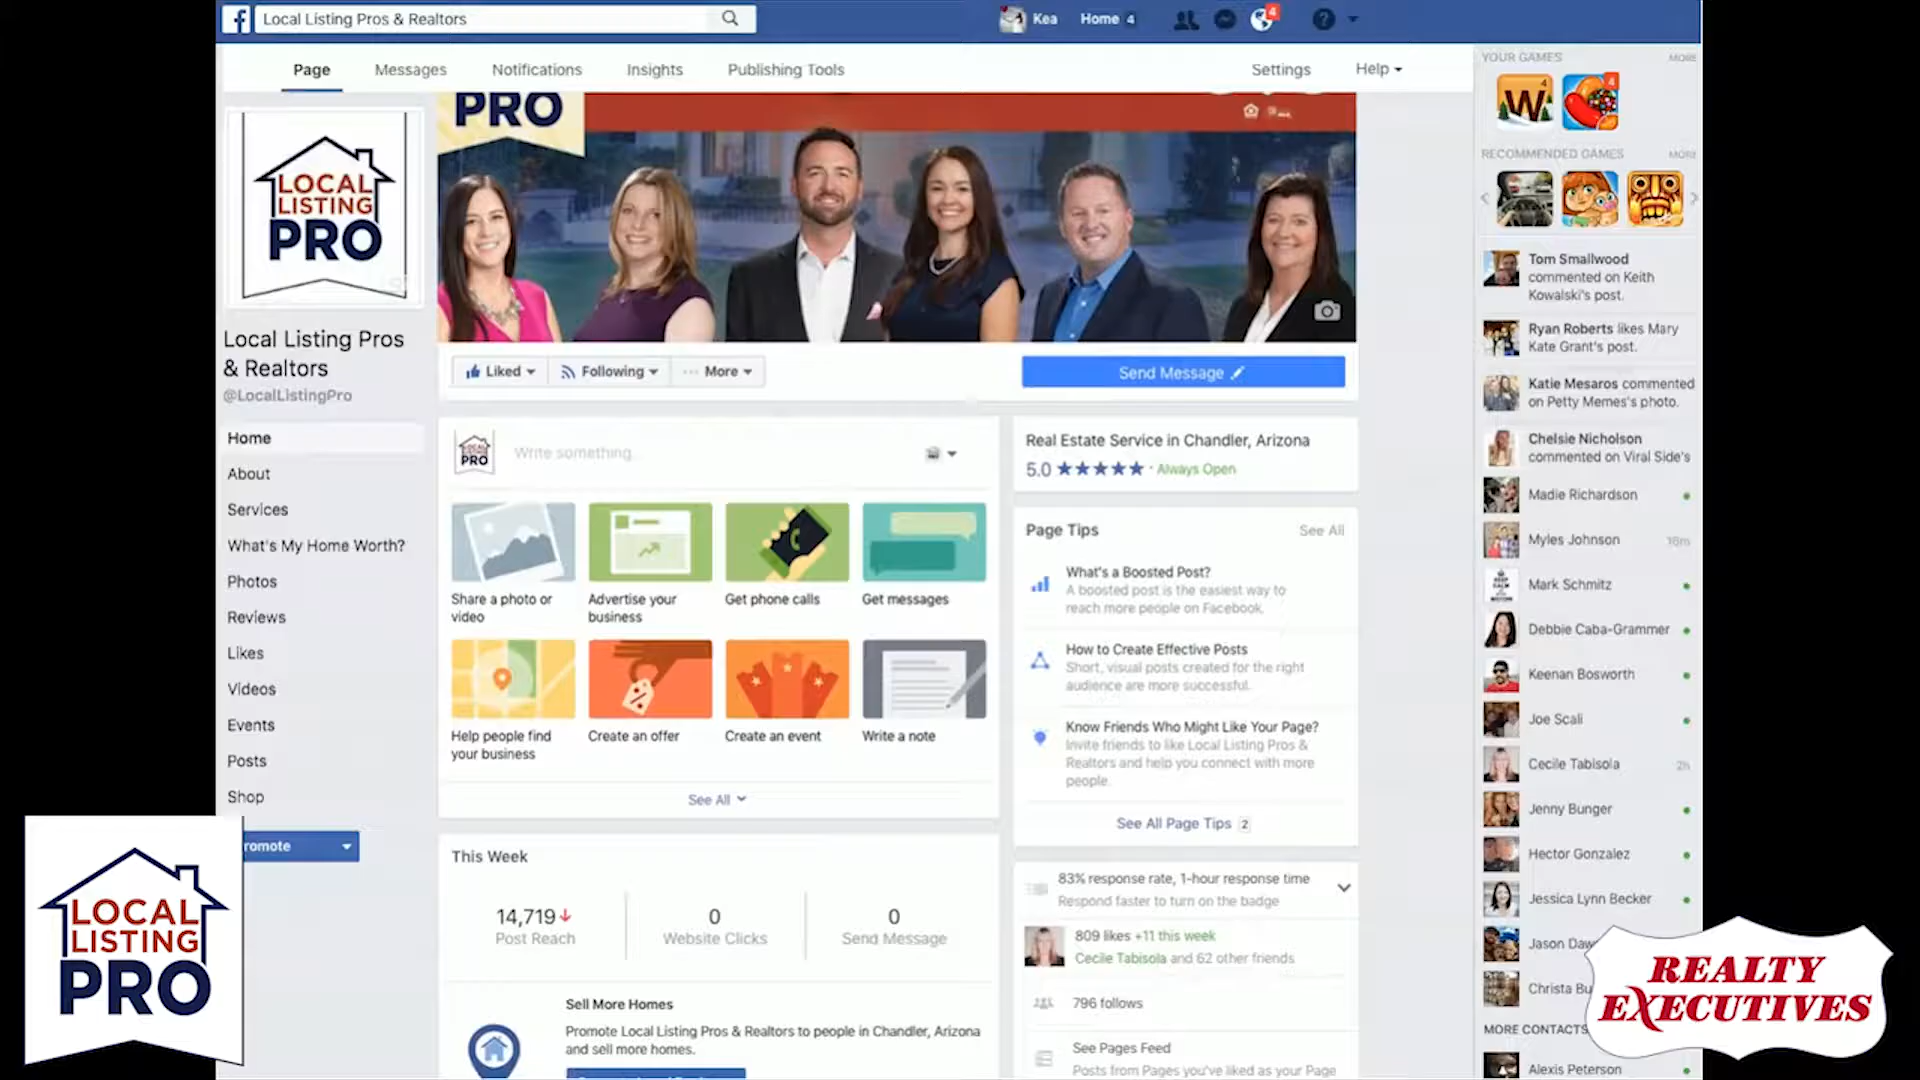 Local Listing Pros & Realtors
Kea
Home 4
4
Page
Messages
Notifications
Insights
Publishing Tools
Settings
Help
LOCAL
LISTING
PRO
Local Listing Pros
& Realtors
@LocalListingPro
Home
About
Services
What's My Home Worth?
Photos
Reviews
Likes
Videos
Events
Posts
Shop
romote
LOCAL
LISTING
PRO
PRO
Liked
Following
More
Send Message
LOCAL
LISTING
PRO
Write something
Share a photo or
video
Advertise your
business
Get phone calls
Get messages
Help people find
your business
Create an offer
Create an event
Write a note
See All
This Week
14,719
Post Reach
0
Website Clicks
0
Send Message
Sell More Homes
Promote Local Listing Pros & Realtors to people in Chandler, Arizona
and sell more homes.
Real Estate Service in Chandler, Arizona
5.0 ★★★★★ · Always Open
Page Tips
See All
What's a Boosted Post?
A boosted post is the easiest way to
reach more people on Facebook.
How to Create Effective Posts
Short, visual posts created for the right
audience are more successful.
Know Friends Who Might Like Your Page?
Invite friends to like Local Listing Pros &
Realtors and help you connect with more
people.
See All Page Tips 2
83% response rate, 1-hour response time
Respond faster to turn on the badge
809 likes +11 this week
Cecile Tabisola and 62 other friends
796 follows
See Pages Feed
Posts from Pages you've liked as your Page
YOUR GAMES
MORE
W
4
4
RECOMMENDED GAMES
MORE
Tom Smallwood
commented on Keith
Kowalski's post.
Ryan Roberts likes Mary
Kate Grant's post.
Katie Mesaros commented
on Petty Memes's photo.
Chelsie Nicholson
commented on Viral Side's
Madie Richardson
Myles Johnson
16m
Mark Schmitz
Debbie Caba-Grammer
Keenan Bosworth
Joe Scali
Cecile Tabisola
2h
Jenny Bunger
Hector Gonzalez
Jessica Lynn Becker
Jason Daw
Christa Bu
MORE CONTACTS
Alexis Peterson
REALTY
EXECUTIVES